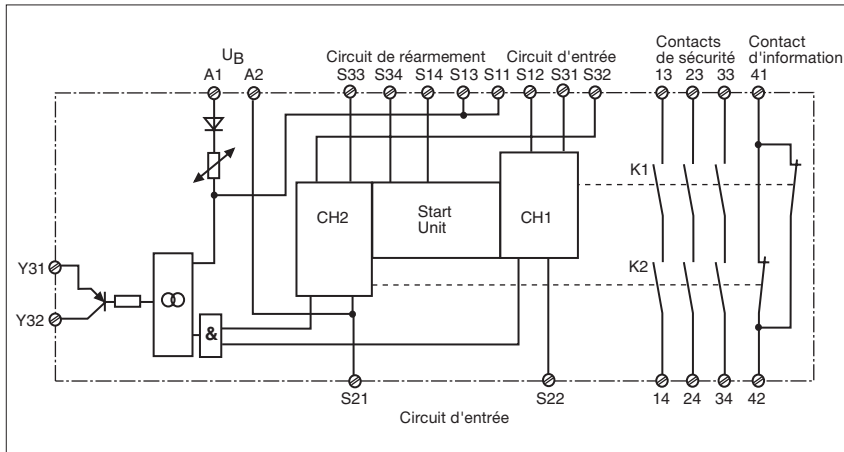 UB
Circuit de réarmement
Circuit d'entrée
Contacts de sécurité
Contact d'information
A1 A2 S33 S34 S14 S13 S11 S12 S31 S32 13 23 33 41
K1
CH2
Start Unit
CH1
Y31
K2
Y32
&
S21 S22 14 24 34 42
Circuit d'entrée